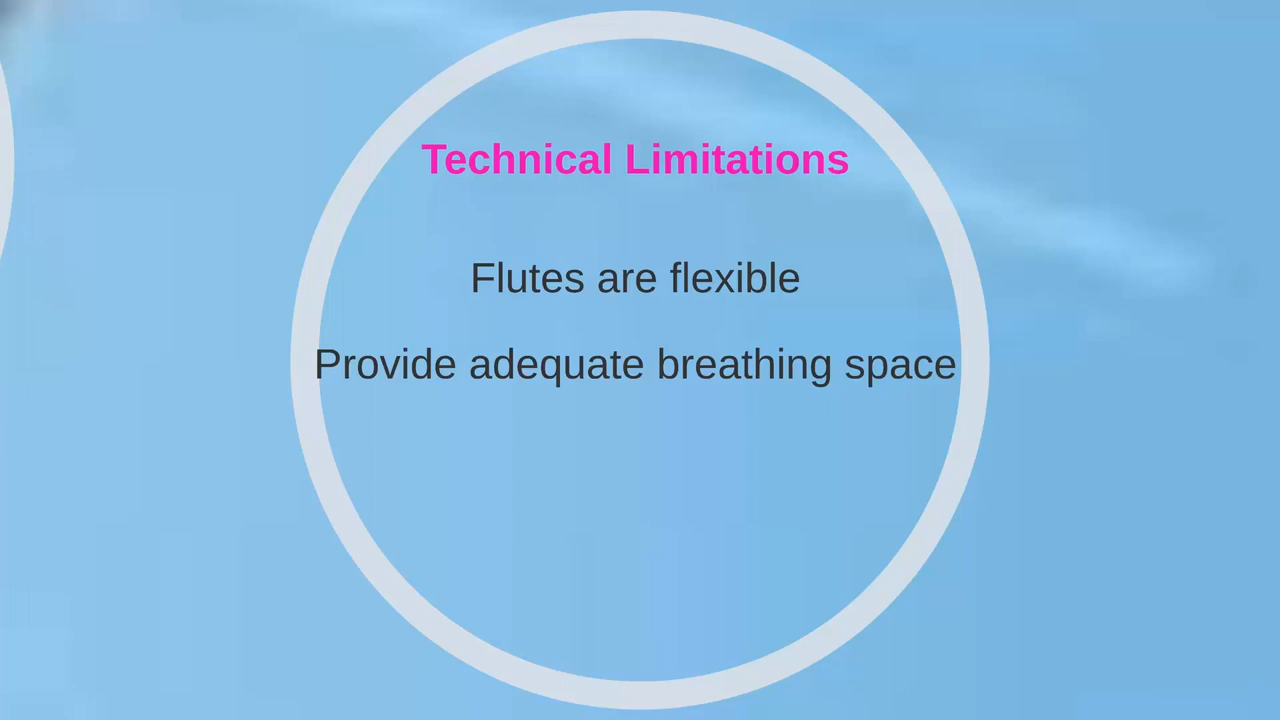 Technical Limitations
Flutes are flexible
Provide adequate breathing space